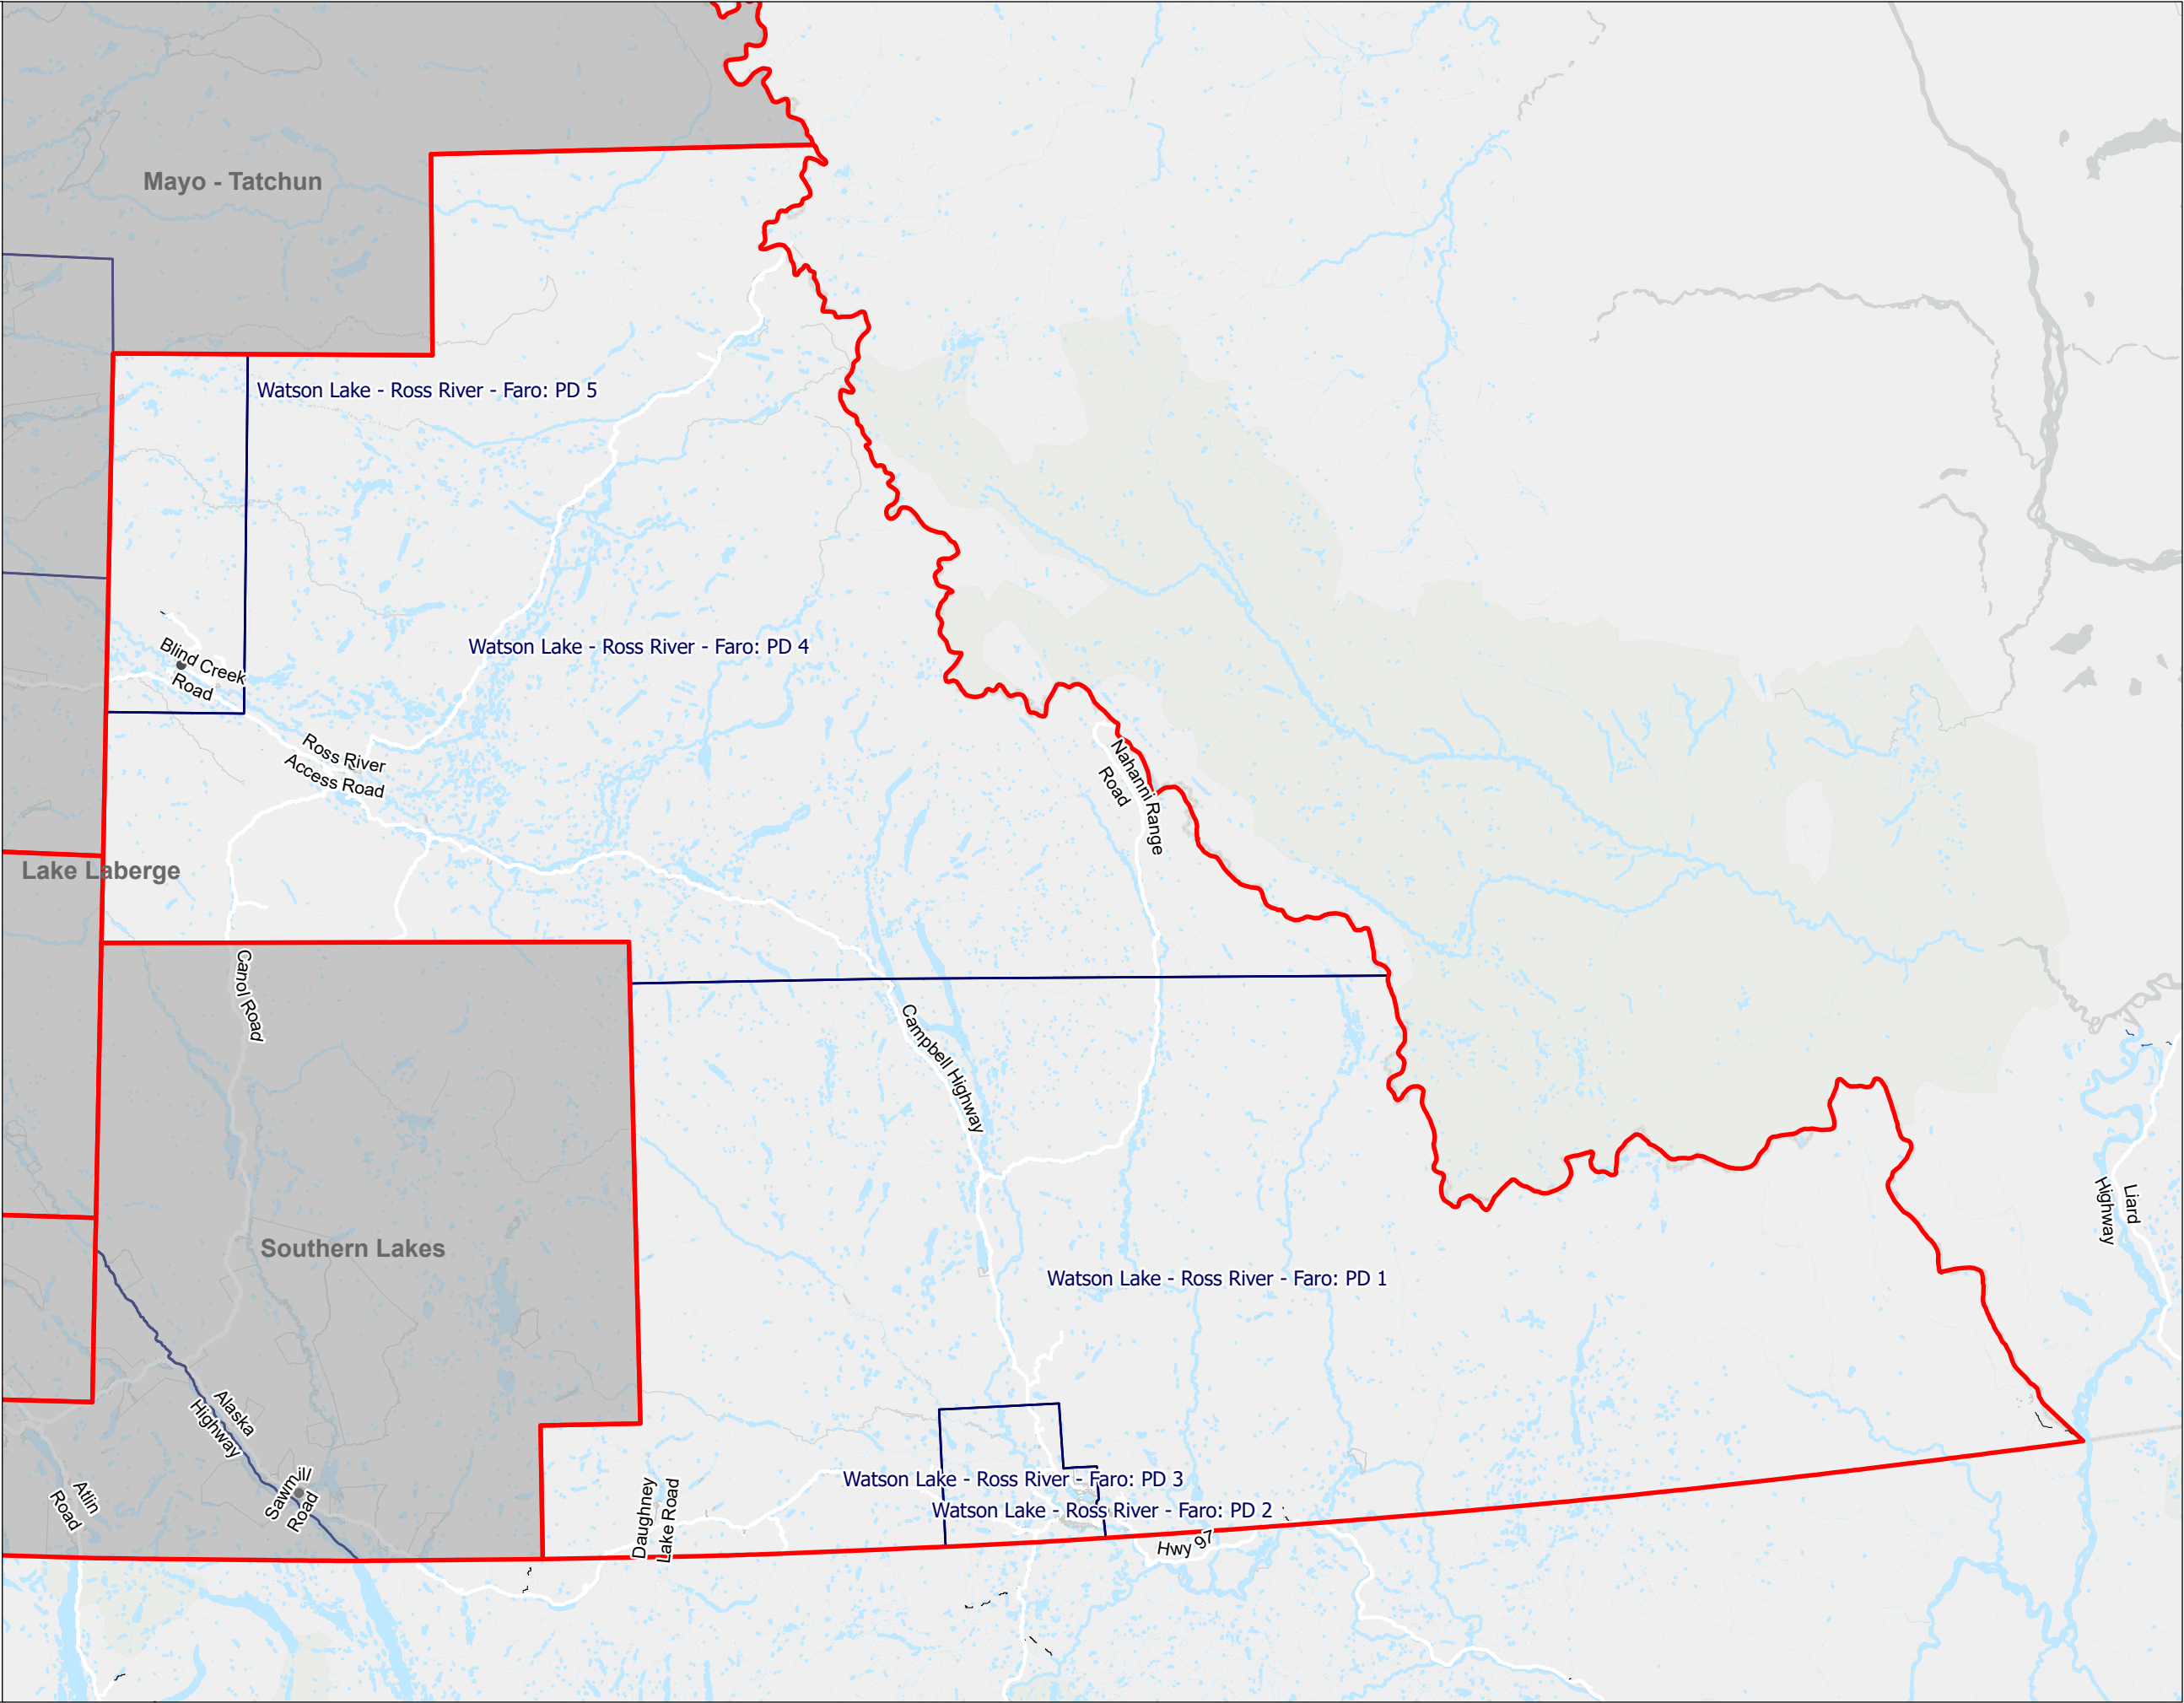 Mayo - Tatchun
Watson Lake - Ross River - Faro: PD 5
Watson Lake - Ross River - Faro: PD 4
Blind Creek
Road
Ross River
Access Road
Nahanni Range
Road
Lake Laberge
Canol Road
Campbell Highway
Liard
Highway
Southern Lakes
Watson Lake - Ross River - Faro: PD 1
Alaska
Highway
Atlin
Road
Sawmill
Road
Daughney
Lake Road
Watson Lake - Ross River - Faro: PD 3
Watson Lake - Ross River - Faro: PD 2
Hwy 97